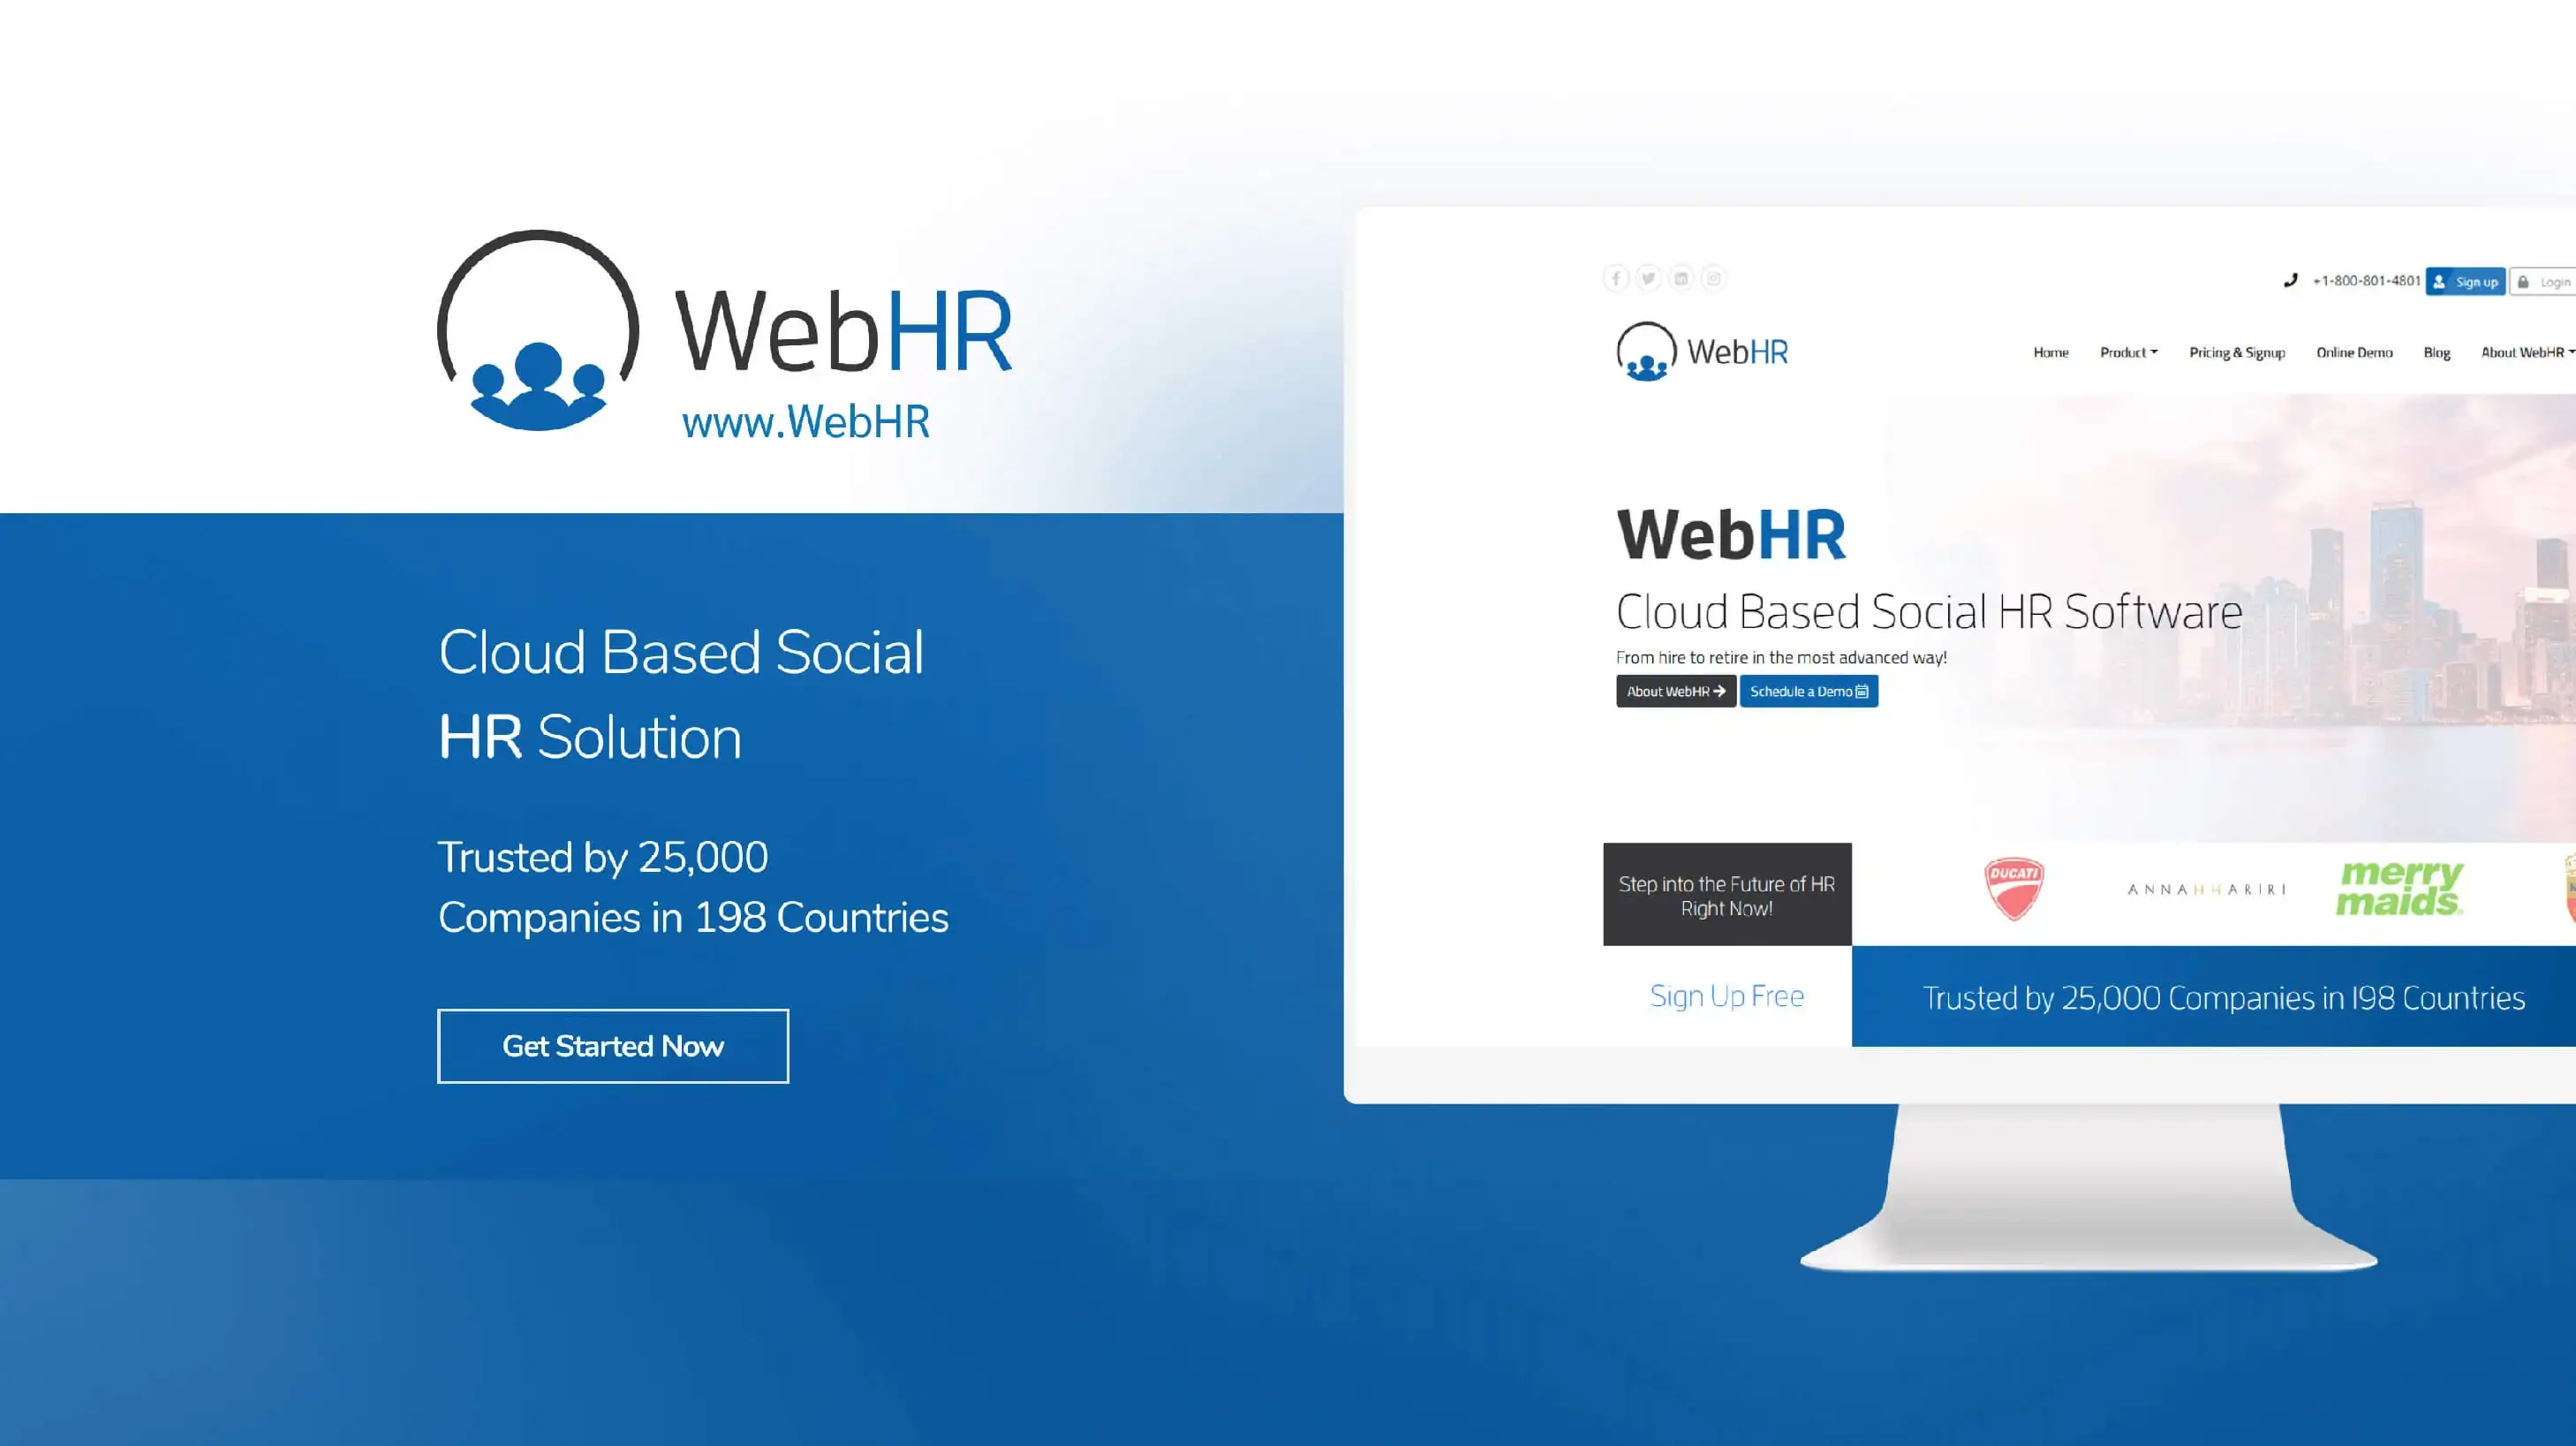 WebHR
www.WebHR
Cloud Based Social
HR Solution
Trusted by 25,000
Companies in 198 Countries
Get Started Now
+1-800-801-4801 Sign up Login
WebHR
Home Product Pricing & Signup Online Demo Blog About WebHR
WebHR
Cloud Based Social HR Software
From hire to retire in the most advanced way!
About WebHR Schedule a Demo
Step into the Future of HR
Right Now!
DUCATI
ANNAHHARIRI
merry
maids
Sign Up Free
Trusted by 25,000 Companies in 198 Countries